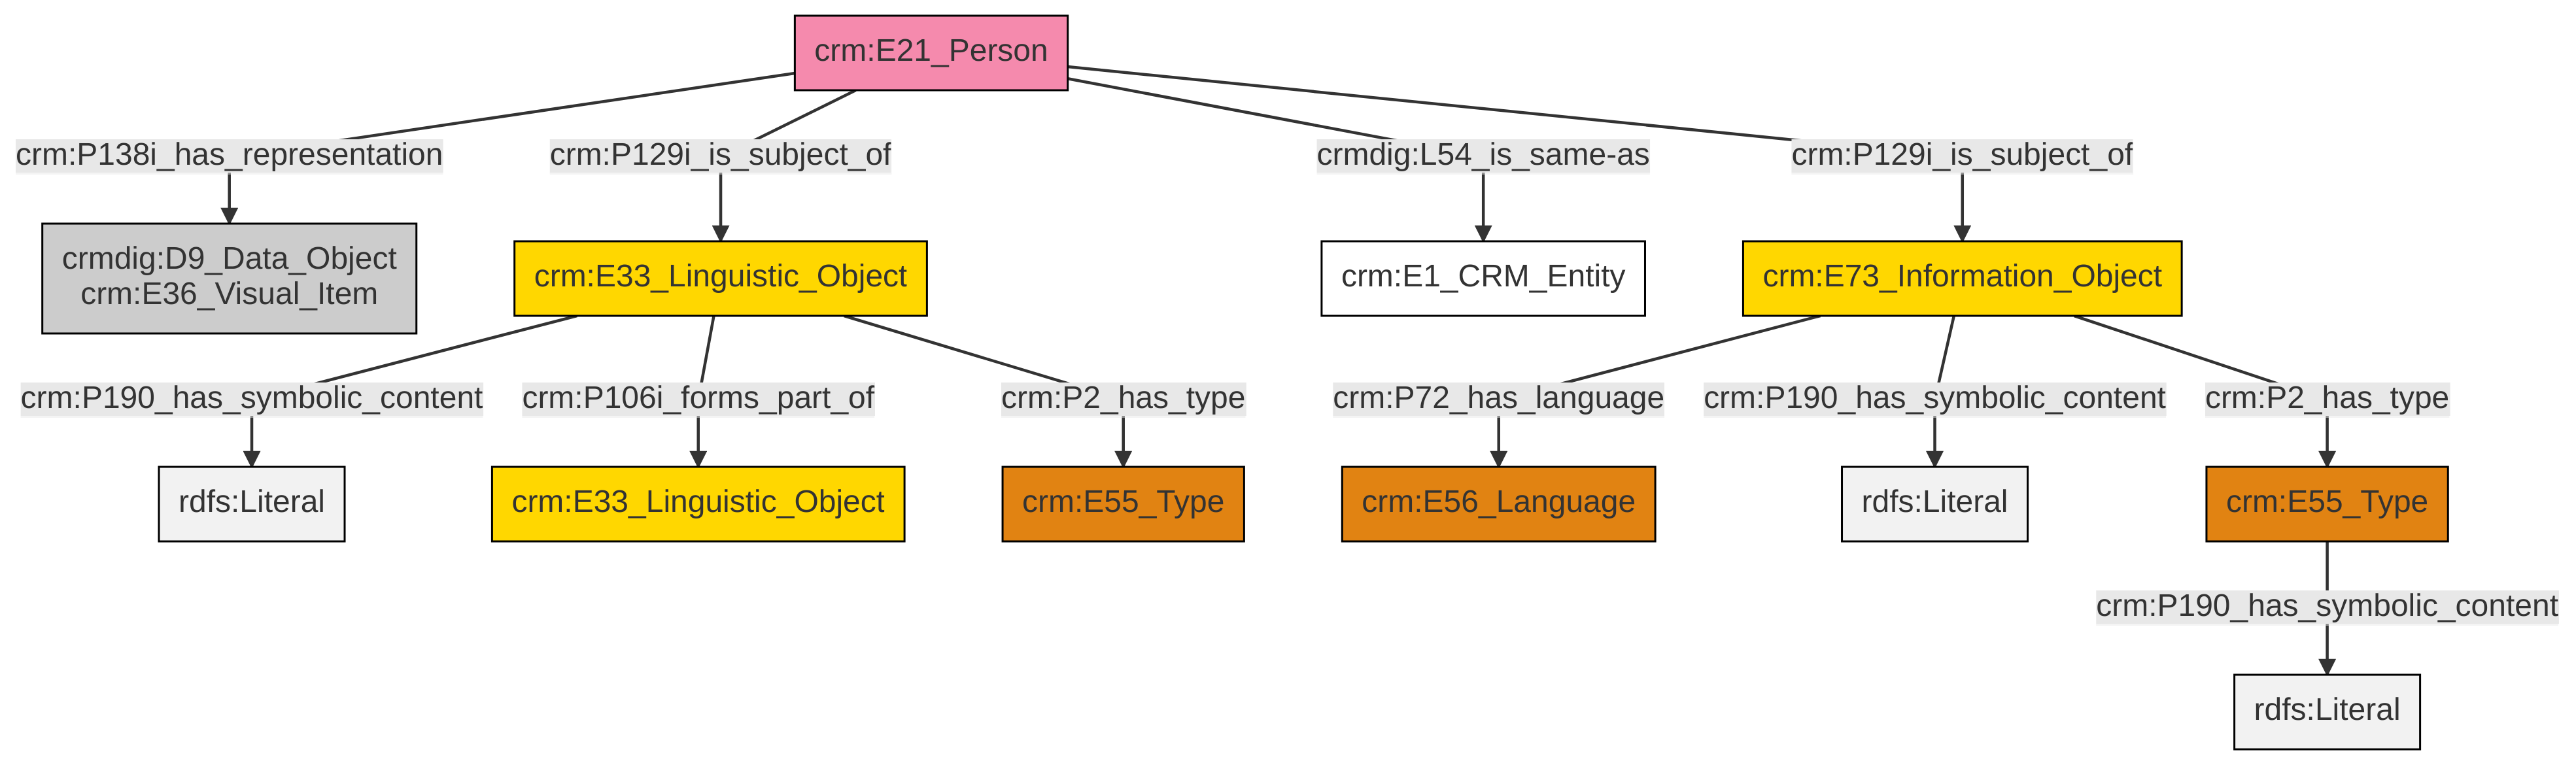 crm:E21_Person
crm:P138i_has_representation
crm:P129i_is_subject_of
crmdig:L54_is_same-as
crm:P129i_is_subject_of
crmdig:D9_Data_Object
crm:E36_Visual_Item
crm:E33_Linguistic_Object
crm:E1_CRM_Entity
crm:E73_Information_Object
crm:P190_has_symbolic_content
crm:P106i_forms_part_of
crm:P2_has_type
crm:P72_has_language
crm:P190_has_symbolic_content
crm:P2_has_type
rdfs:Literal
crm:E33_Linguistic_Object
crm:E55_Type
crm:E56_Language
rdfs:Literal
crm:E55_Type
crm:P190_has_symbolic_content
rdfs:Literal